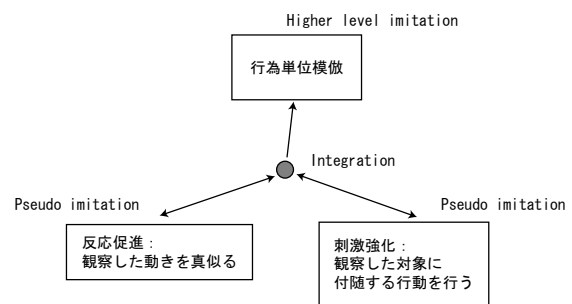 Higher level imitation
行為単位模倣
Integration
Pseudo imitation
Pseudo imitation
反応促進：
観察した動きを真似る
刺激強化：
観察した対象に
付随する行動を行う